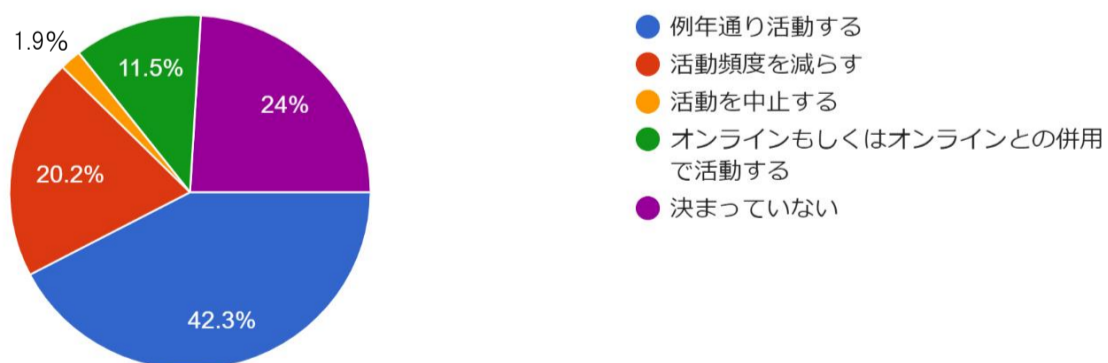 1.9%
11.5%
24%
20.2%
42.3%
例年通り活動する
活動頻度を減らす
活動を中止する
オンラインもしくはオンラインとの併用
で活動する
決まっていない